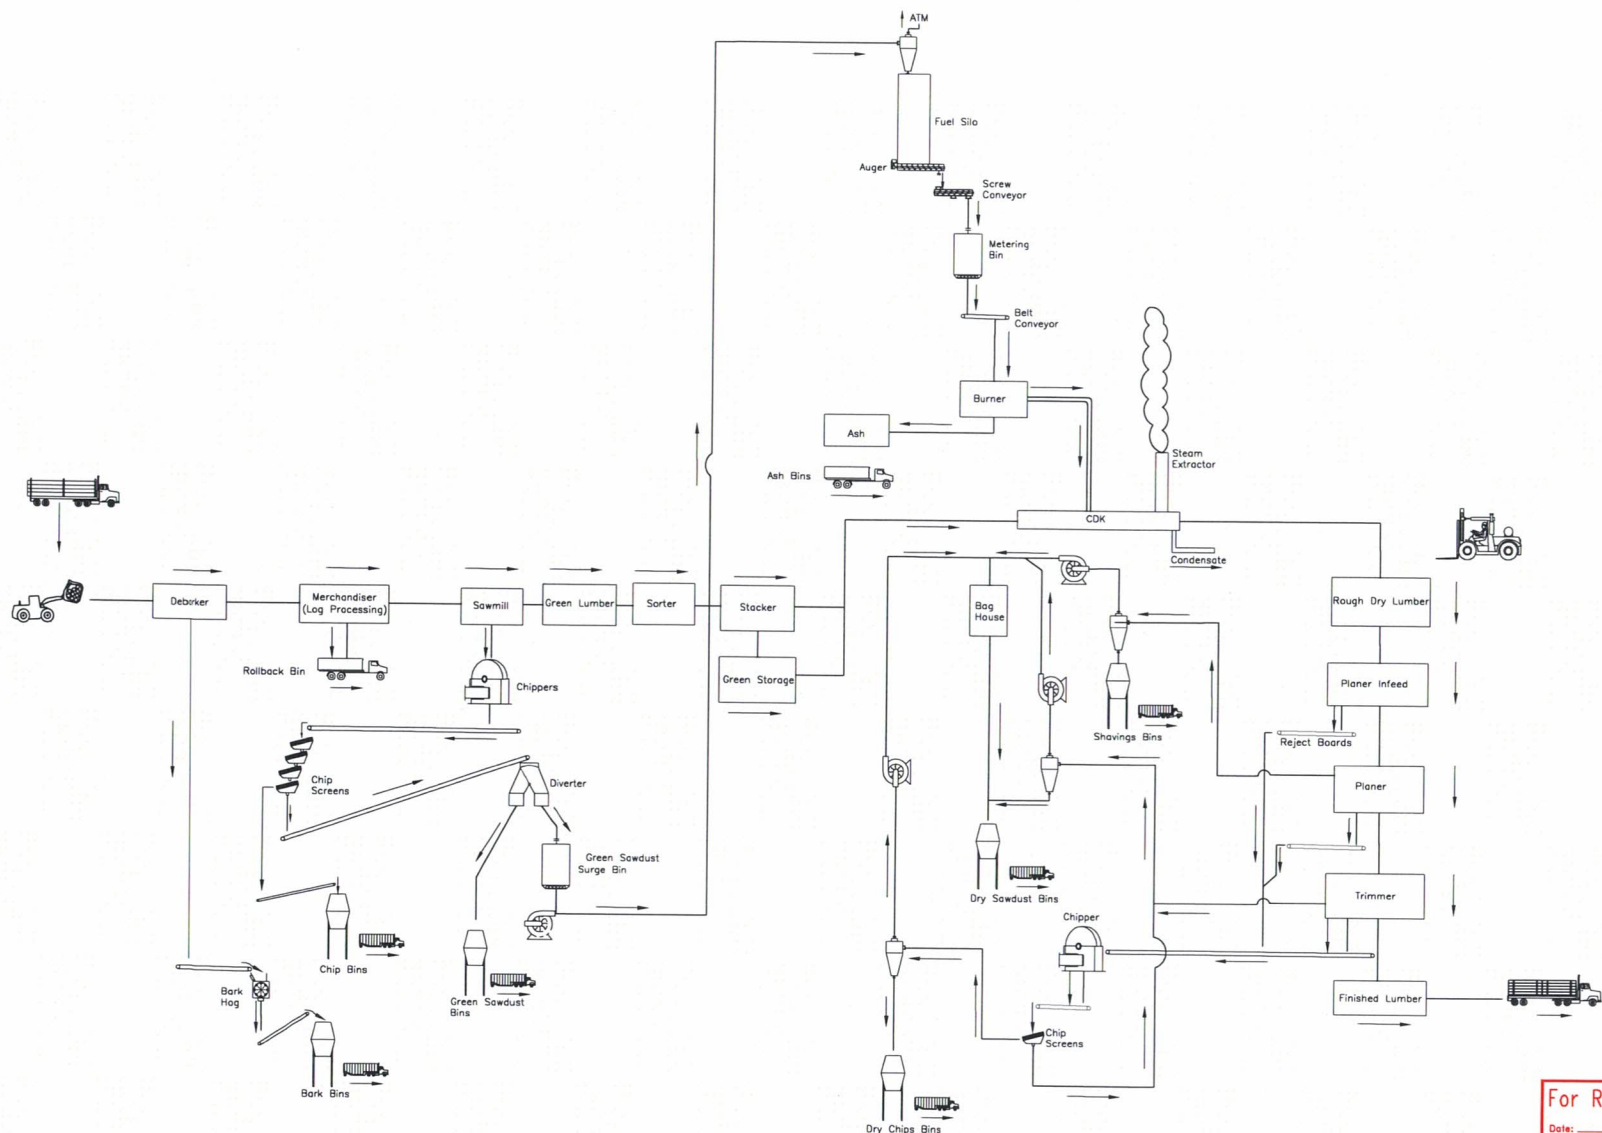 ATM
Fuel Silo
Auger
Screw
Conveyor
Metering
Bin
Belt
Conveyor
Burner
Ash
Ash Bins
Steam
Extractor
CDK
Condensate
Debarker
Merchandiser
(Log Processing)
Sawmill
Green Lumber
Sorter
Stacker
Green Storage
Rollback Bin
Chippers
Chip
Screens
Diverter
Green Sawdust
Surge Bin
Chip Bins
Bark
Hog
Green Sawdust
Bins
Bark Bins
Bag
House
Shavings Bins
Dry Sawdust Bins
Chipper
Chip
Screens
Dry Chips Bins
Rough Dry Lumber
Planer Infeed
Reject Boards
Planer
Trimmer
Finished Lumber
For R
Date: